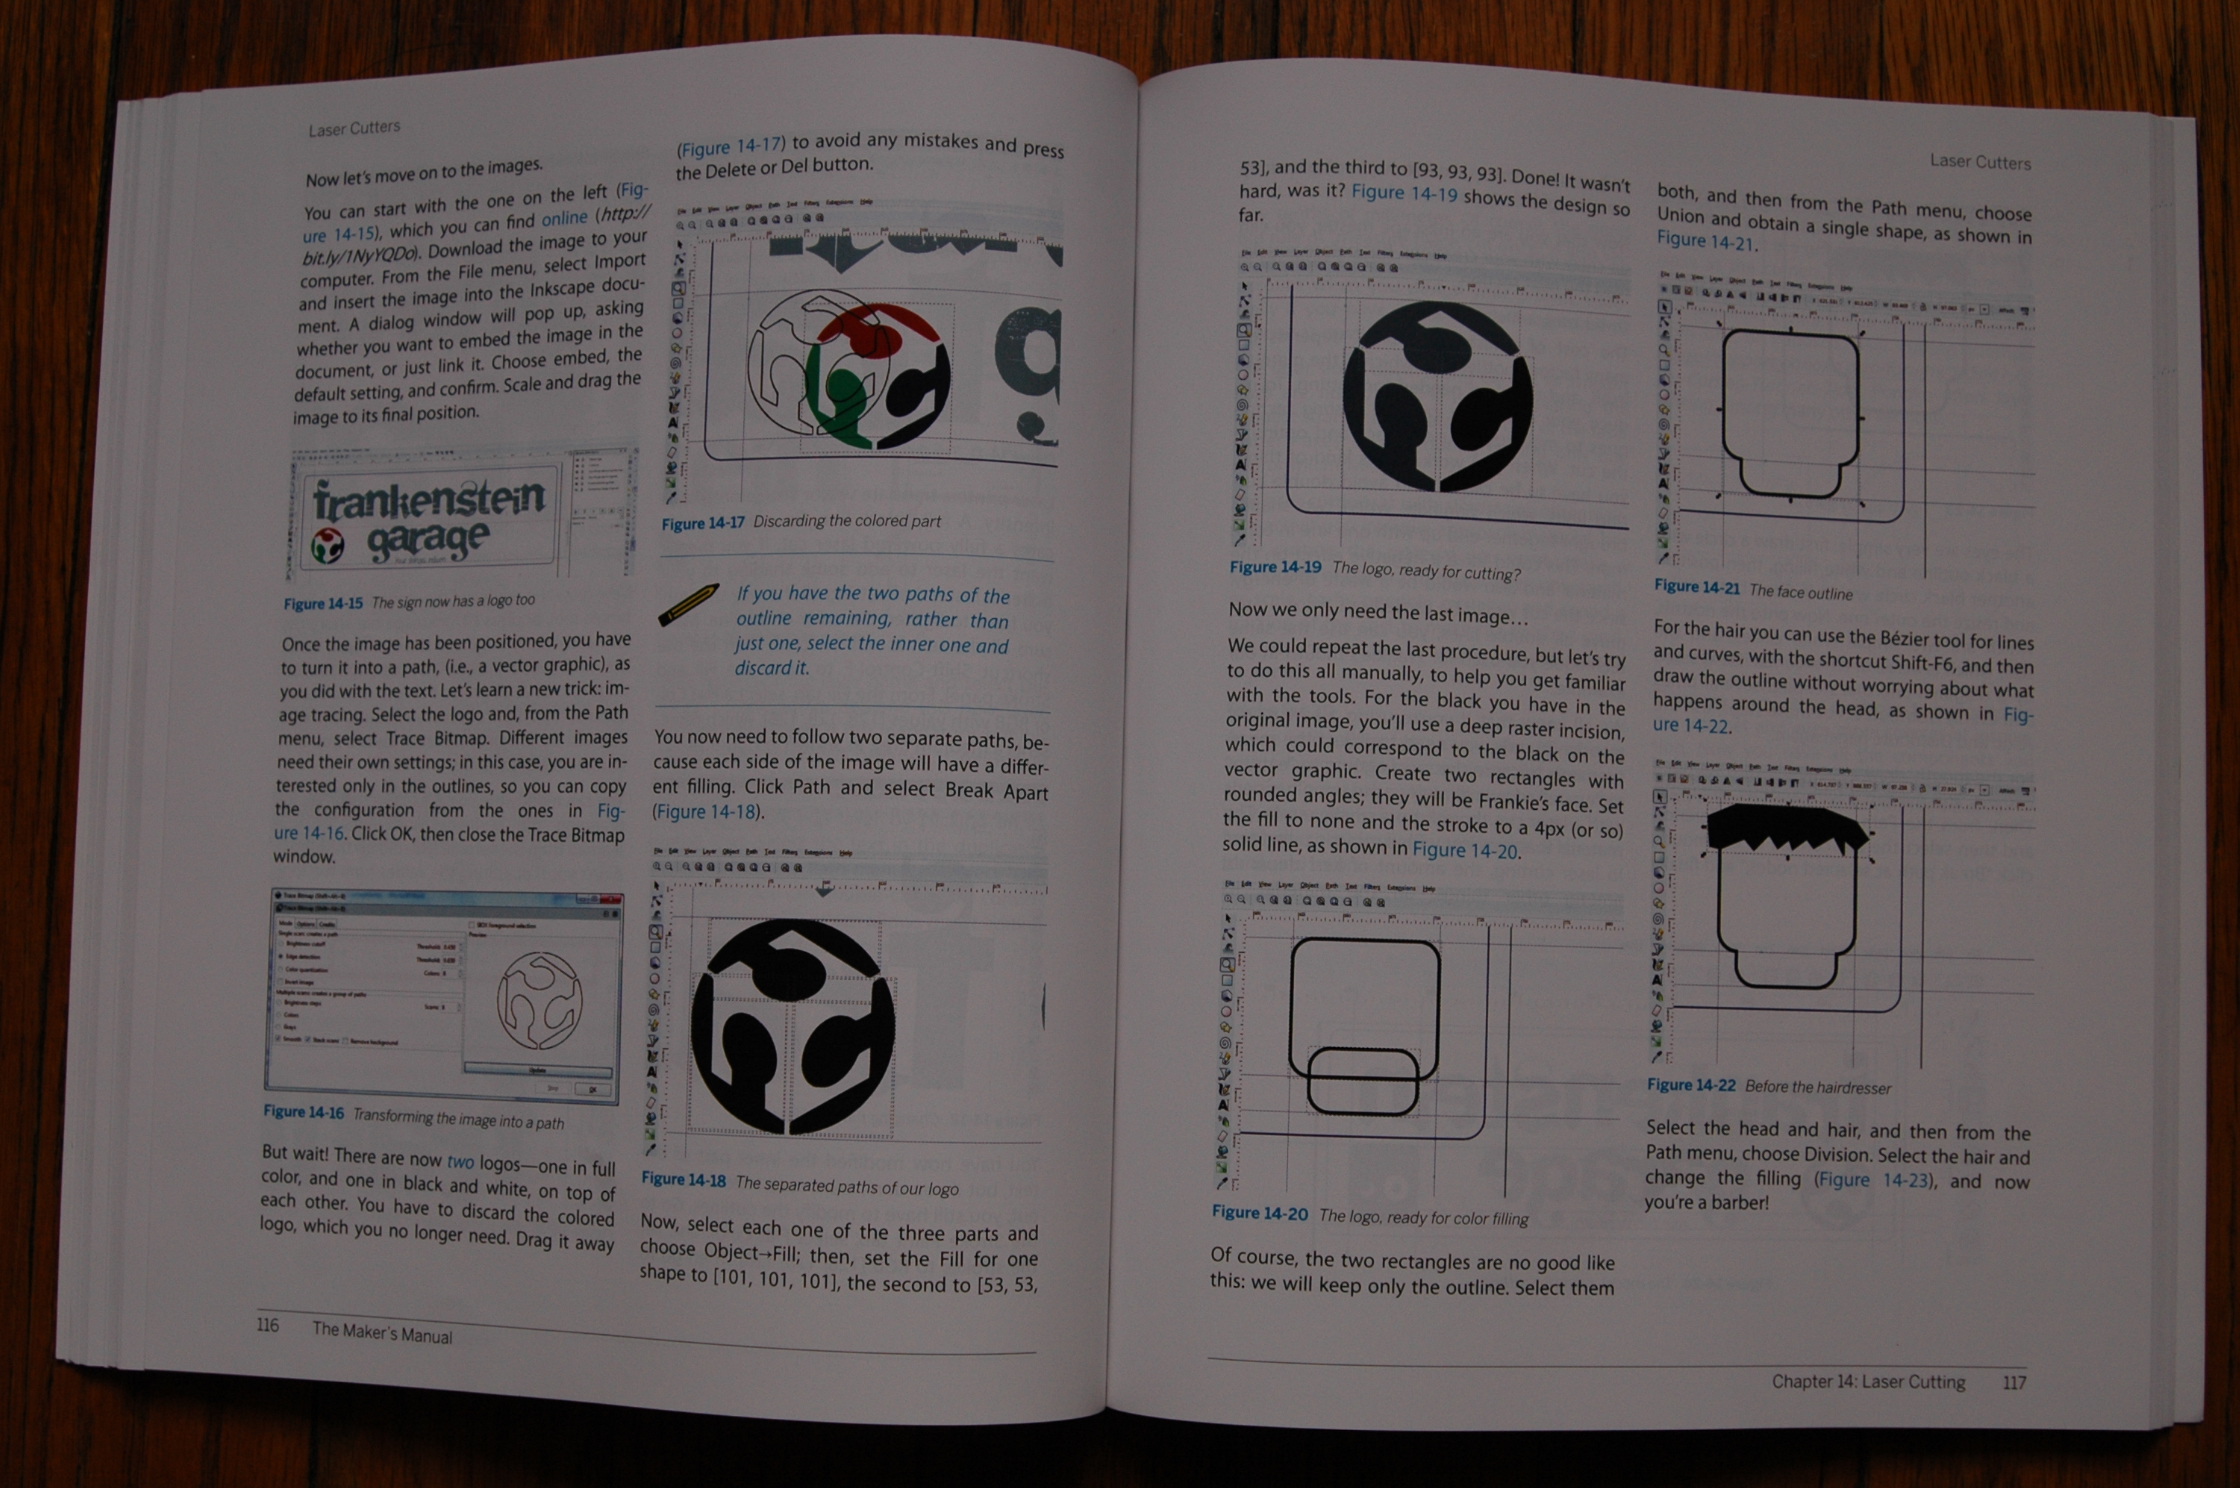 Laser Cutters
Now let's move on to the images.
You can start with the one on the left (Fig-
ure 14-15), which you can find online (http://
bit.ly/1NyYQDo). Download the image to your
computer. From the File menu, select Import
and insert the image into the Inkscape docu-
ment. A dialog window will pop up, asking
whether you want to embed the image in the
document, or just link it. Choose embed, the
default setting, and confirm. Scale and drag the
image to its final position.
frankenstein
garage
Figure 14-15 The sign now has a logo too
Once the image has been positioned, you have
to turn it into a path, (i.e., a vector graphic), as
you did with the text. Let's learn a new trick: im-
age tracing. Select the logo and, from the Path
menu, select Trace Bitmap. Different images
need their own settings; in this case, you are in-
terested only in the outlines, so you can copy
the configuration from the ones in Fig-
ure 14-16. Click OK, then close the Trace Bitmap
window.
Figure 14-16 Transforming the image into a path
But wait! There are now two logos—one in full
color, and one in black and white, on top of
each other. You have to discard the colored
logo, which you no longer need. Drag it away
(Figure 14-17) to avoid any mistakes and press
the Delete or Del button.
Figure 14-17 Discarding the colored part
If you have the two paths of the
outline remaining, rather than
just one, select the inner one and
discard it.
You now need to follow two separate paths, be-
cause each side of the image will have a differ-
ent filling. Click Path and select Break Apart
(Figure 14-18).
Figure 14-18 The separated paths of our logo
Now, select each one of the three parts and
choose Object→Fill; then, set the Fill for one
shape to [101, 101, 101], the second to [53, 53,
116 The Maker's Manual
Laser Cutters
53], and the third to [93, 93, 93]. Done! It wasn't
hard, was it? Figure 14-19 shows the design so
far.
Figure 14-19 The logo, ready for cutting?
Now we only need the last image…
We could repeat the last procedure, but let's try
to do this all manually, to help you get familiar
with the tools. For the black you have in the
original image, you'll use a deep raster incision,
which could correspond to the black on the
vector graphic. Create two rectangles with
rounded angles; they will be Frankie's face. Set
the fill to none and the stroke to a 4px (or so)
solid line, as shown in Figure 14-20.
Figure 14-20 The logo, ready for color filling
Of course, the two rectangles are no good like
this: we will keep only the outline. Select them
both, and then from the Path menu, choose
Union and obtain a single shape, as shown in
Figure 14-21.
Figure 14-21 The face outline
For the hair you can use the Bézier tool for lines
and curves, with the shortcut Shift-F6, and then
draw the outline without worrying about what
happens around the head, as shown in Fig-
ure 14-22.
Figure 14-22 Before the hairdresser
Select the head and hair, and then from the
Path menu, choose Division. Select the hair and
change the filling (Figure 14-23), and now
you're a barber!
Chapter 14: Laser Cutting 117